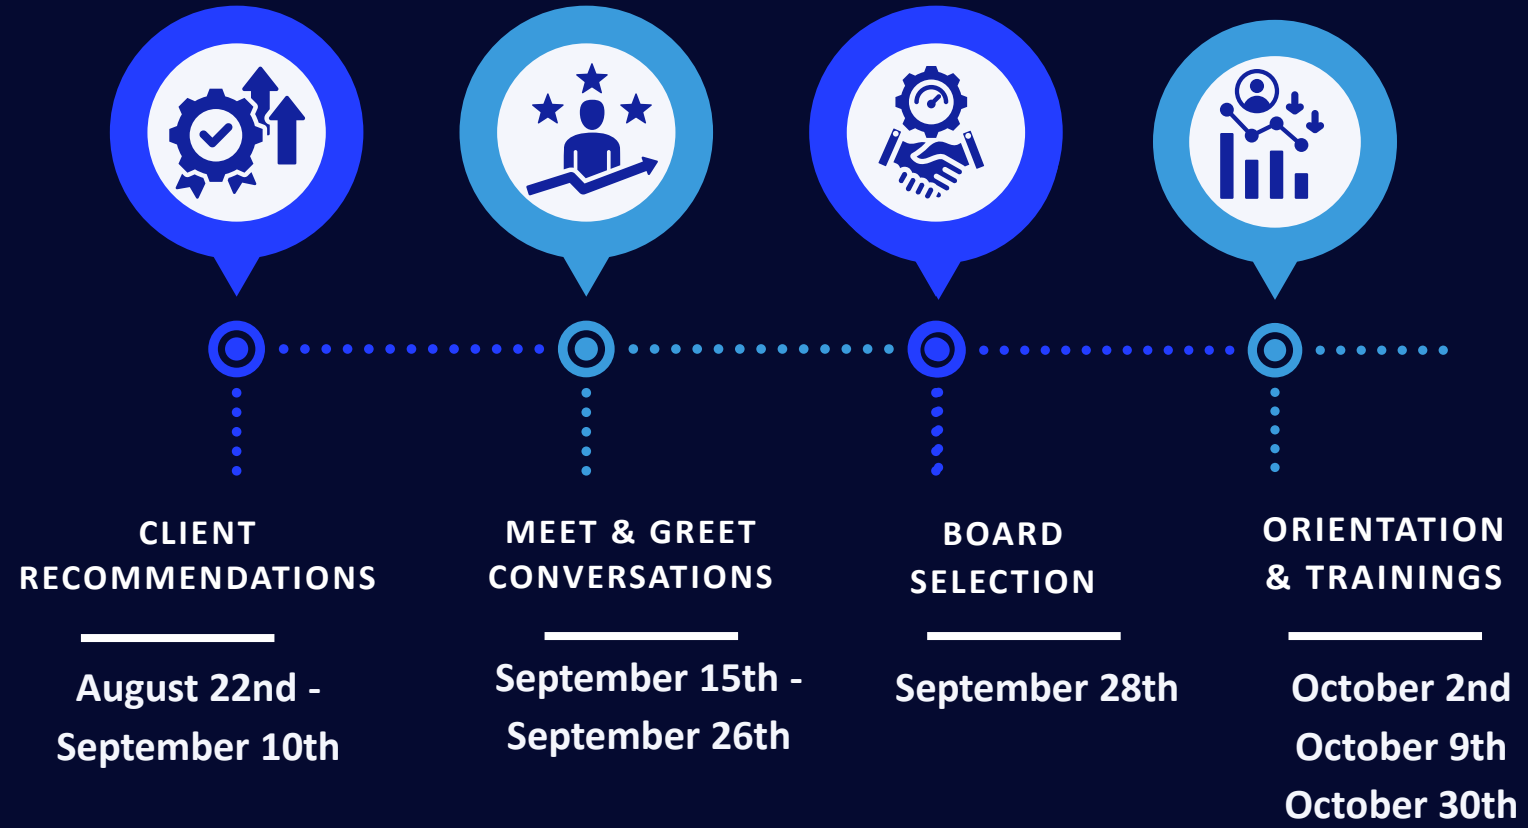 CLIENT
RECOMMENDATIONS
August 22nd -
September 10th
MEET & GREET
CONVERSATIONS
September 15th -
September 26th
BOARD
SELECTION
September 28th
ORIENTATION
& TRAININGS
October 2nd
October 9th
October 30th